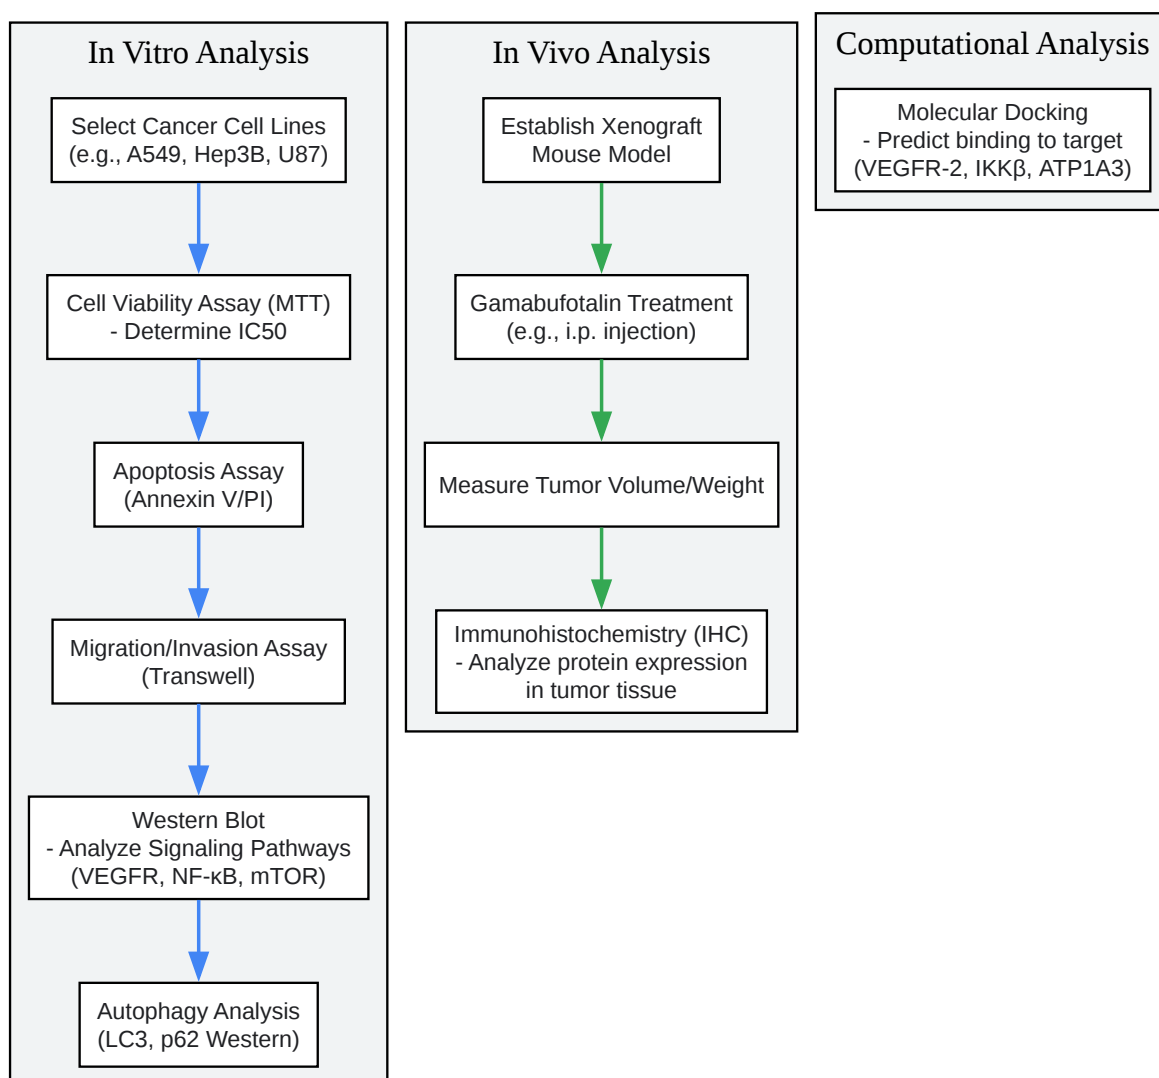 In Vitro Analysis
Select Cancer Cell Lines
(e.g., A549, Hep3B, U87)
Cell Viability Assay (MTT)
- Determine IC50
Apoptosis Assay
(Annexin V/PI)
Migration/Invasion Assay
(Transwell)
Western Blot
- Analyze Signaling Pathways
(VEGFR, NF-κB, mTOR)
Autophagy Analysis
(LC3, p62 Western)
In Vivo Analysis
Establish Xenograft
Mouse Model
Gamabufotalin Treatment
(e.g., i.p. injection)
Measure Tumor Volume/Weight
Immunohistochemistry (IHC)
- Analyze protein expression
in tumor tissue
Computational Analysis
Molecular Docking
- Predict binding to target
(VEGFR-2, IKKβ, ATP1A3)